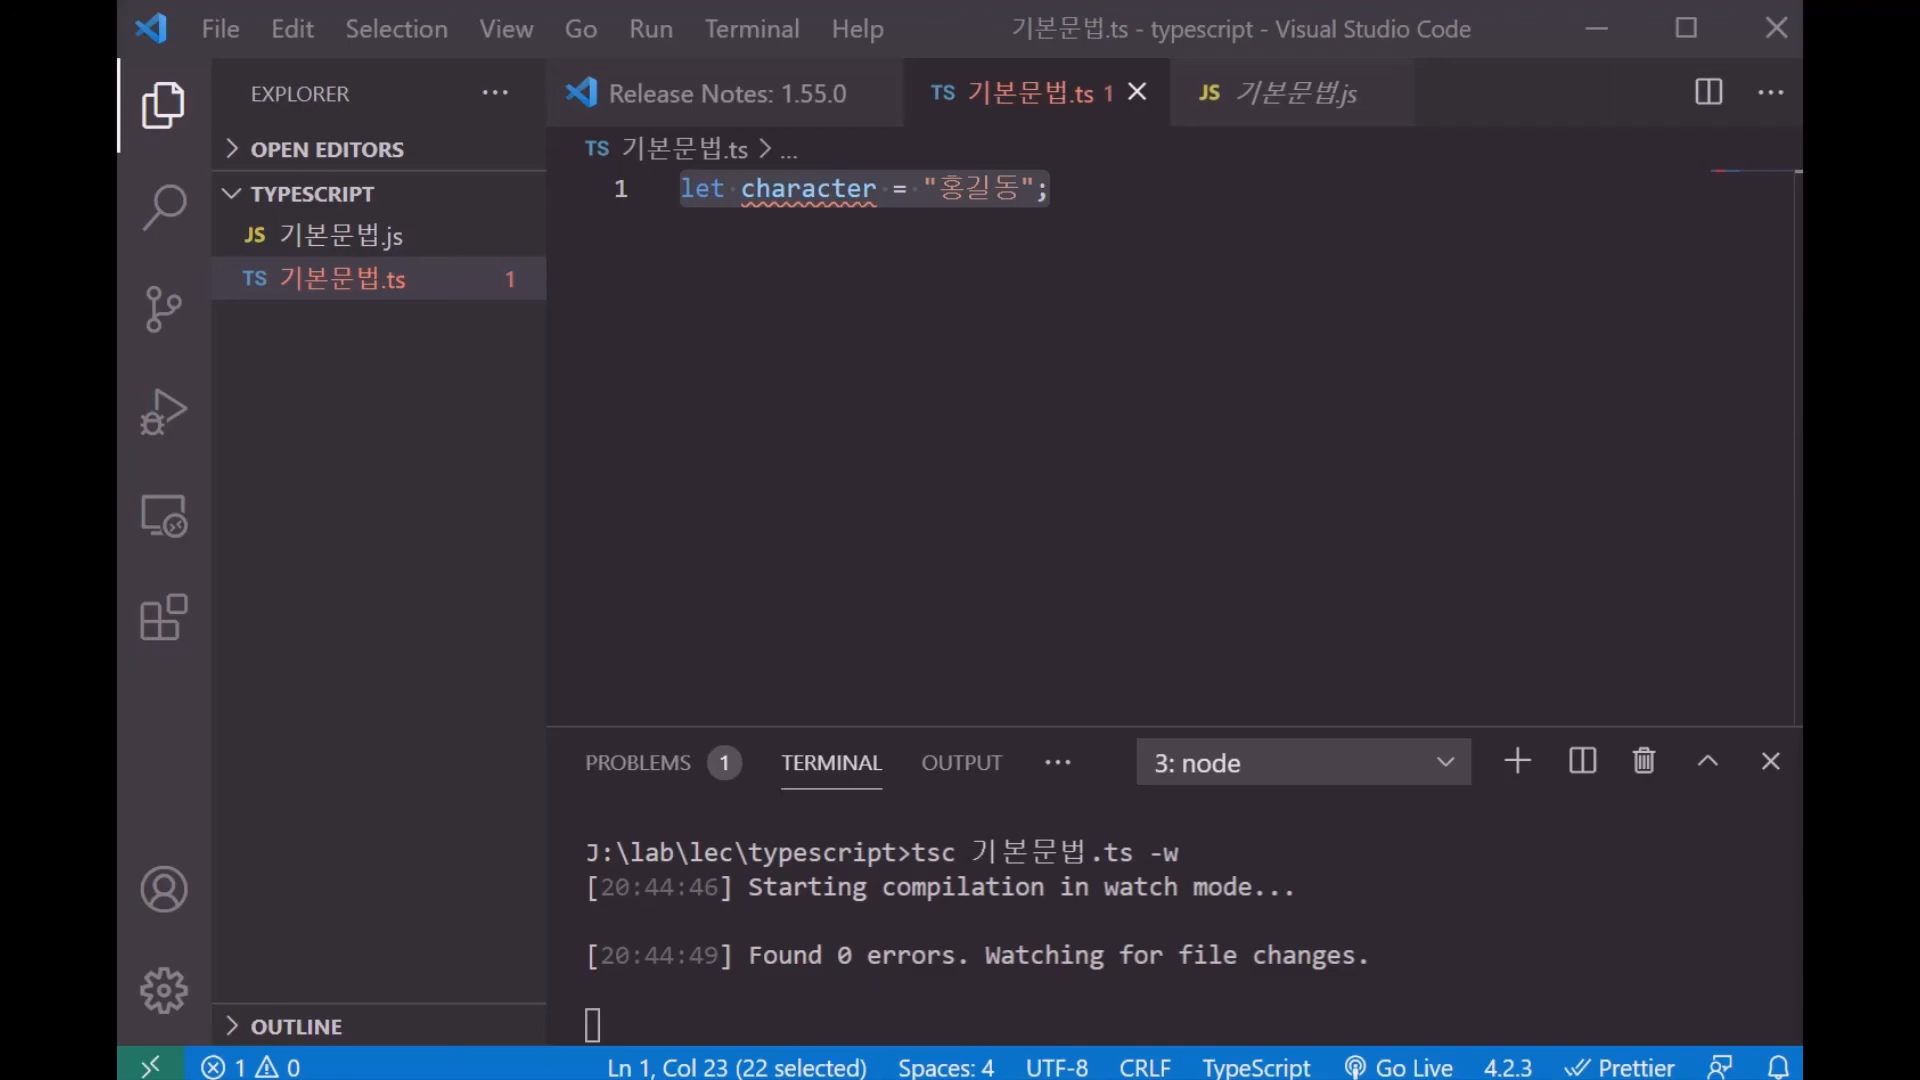 File Edit Selection View Go Run Terminal Help 기본문법.ts - typescript - Visual Studio Code
EXPLORER
Release Notes: 1.55.0 TS 기본문법.ts 1 JS 기본문법.js
OPEN EDITORS
TS 기본문법.ts > ...
TYPESCRIPT
1 let character = "홍길동";
JS 기본문법.js
TS 기본문법.ts 1
PROBLEMS 1 TERMINAL OUTPUT ... 3: node
J:\lab\lec\typescript>tsc 기본문법.ts -w
[20:44:46] Starting compilation in watch mode...
[20:44:49] Found 0 errors. Watching for file changes.
OUTLINE
1 0 Ln 1, Col 23 (22 selected) Spaces: 4 UTF-8 CRLF TypeScript Go Live 4.2.3 Prettier